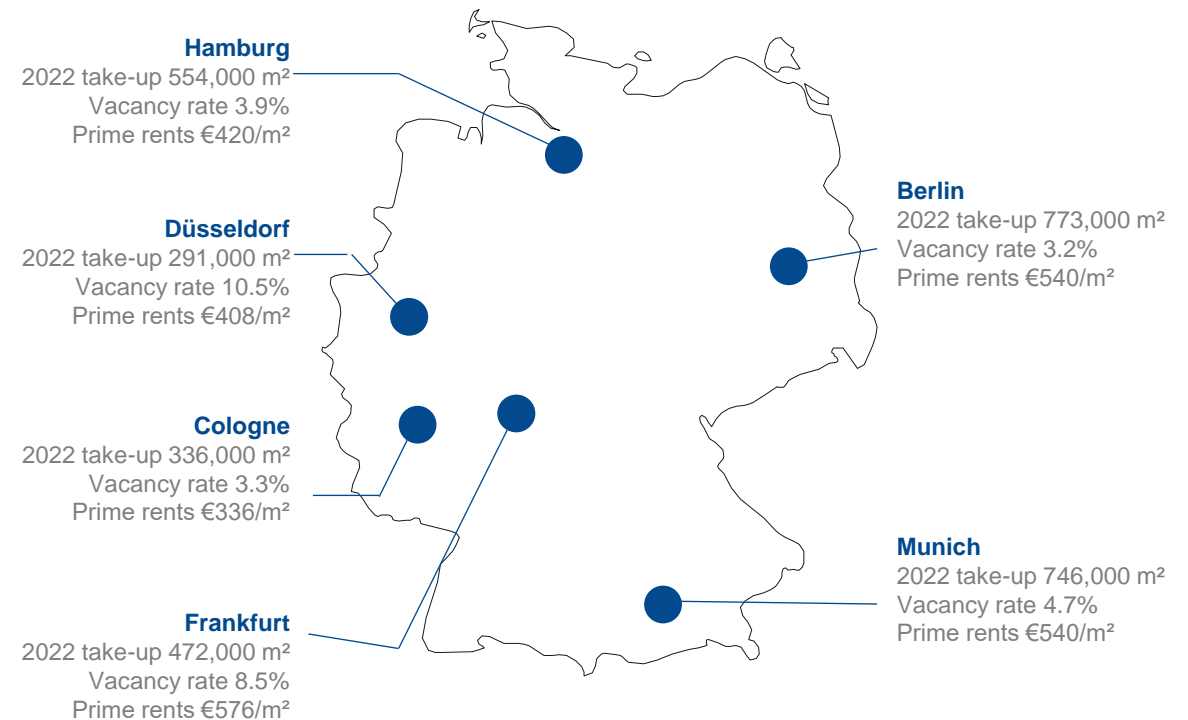 Hamburg
2022 take-up 554,000 m²
Vacancy rate 3.9%
Prime rents €420/m²
Düsseldorf
2022 take-up 291,000 m²
Vacancy rate 10.5%
Prime rents €408/m²
Cologne
2022 take-up 336,000 m²
Vacancy rate 3.3%
Prime rents €336/m²
Frankfurt
2022 take-up 472,000 m²
Vacancy rate 8.5%
Prime rents €576/m²
Berlin
2022 take-up 773,000 m²
Vacancy rate 3.2%
Prime rents €540/m²
Munich
2022 take-up 746,000 m²
Vacancy rate 4.7%
Prime rents €540/m²